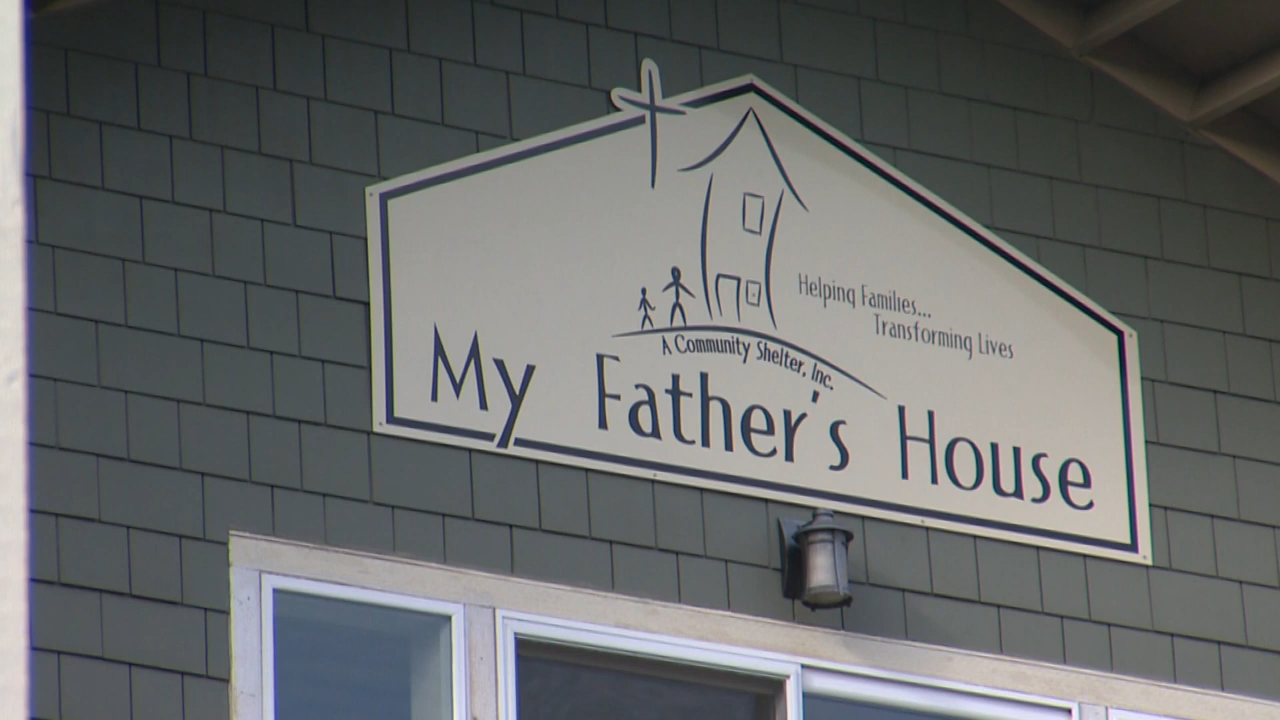 Helping Families...
Transforming Lives
A Community Shelter, Inc.
My Father's House